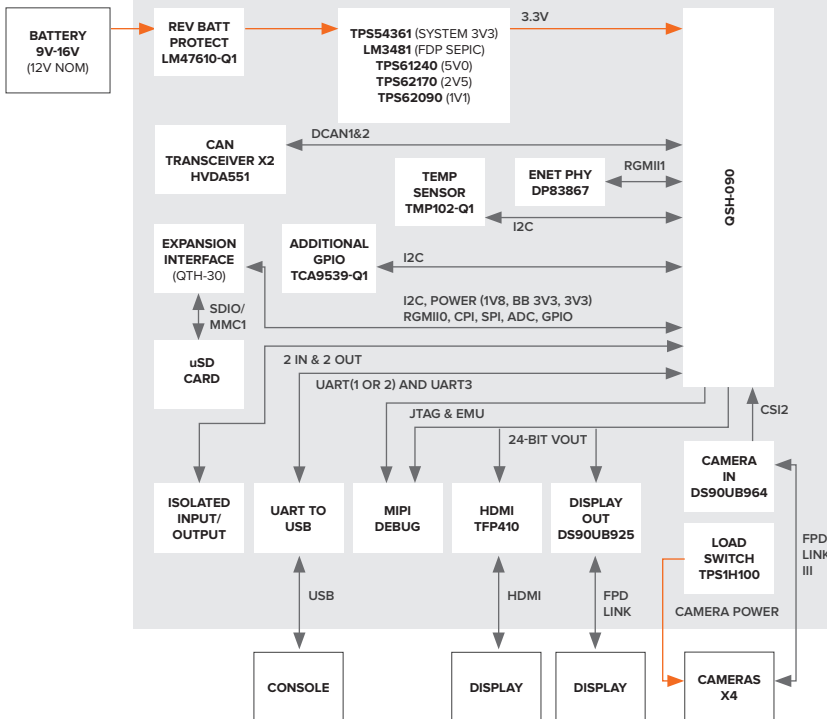 BATTERY
9V-16V
(12V NOM)
REV BATT
PROTECT
LM47610-Q1
TPS54361 (SYSTEM 3V3)
LM3481 (FDP SEPIC)
TPS61240 (5V0)
TPS62170 (2V5)
TPS62090 (1V1)
3.3V
QSH-090
CAN
TRANSCEIVER X2
HVDA551
DCAN1&2
TEMP
SENSOR
TMP102-Q1
ENET PHY
DP83867
RGMII1
I2C
EXPANSION
INTERFACE
(QTH-30)
ADDITIONAL
GPIO
TCA9539-Q1
I2C
I2C, POWER (1V8, BB 3V3, 3V3)
RGMII0, CPI, SPI, ADC, GPIO
SDIO/
MMC1
uSD
CARD
2 IN & 2 OUT
UART(1 OR 2) AND UART3
JTAG & EMU
24-BIT VOUT
CSI2
ISOLATED
INPUT/
OUTPUT
UART TO
USB
MIPI
DEBUG
HDMI
TFP410
DISPLAY
OUT
DS90UB925
CAMERA
IN
DS90UB964
LOAD
SWITCH
TPS1H100
FPD
LINK
III
USB
HDMI
FPD
LINK
CAMERA POWER
CONSOLE
DISPLAY
DISPLAY
CAMERAS
X4